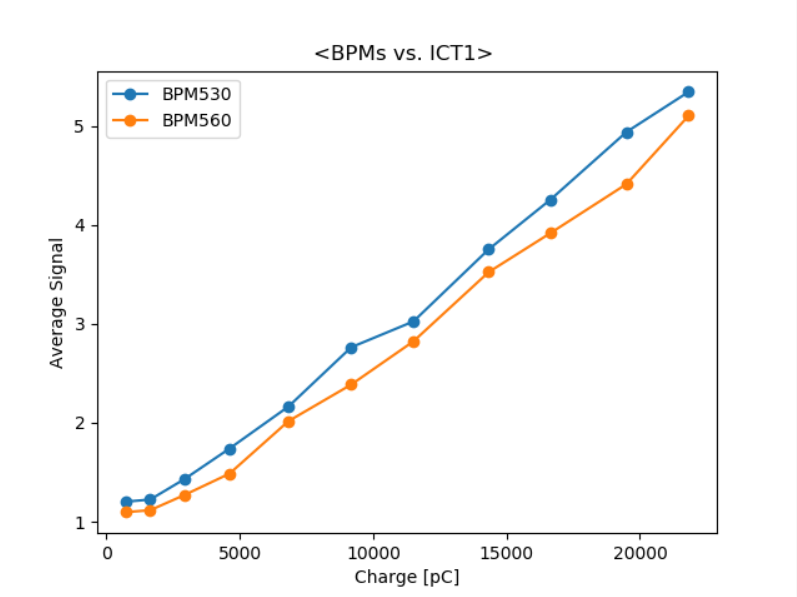 <BPMs vs. ICT1>
BPM530
BPM560
5
4
3
2
1
Average Signal
0 5000 10000 15000 20000
Charge [pC]